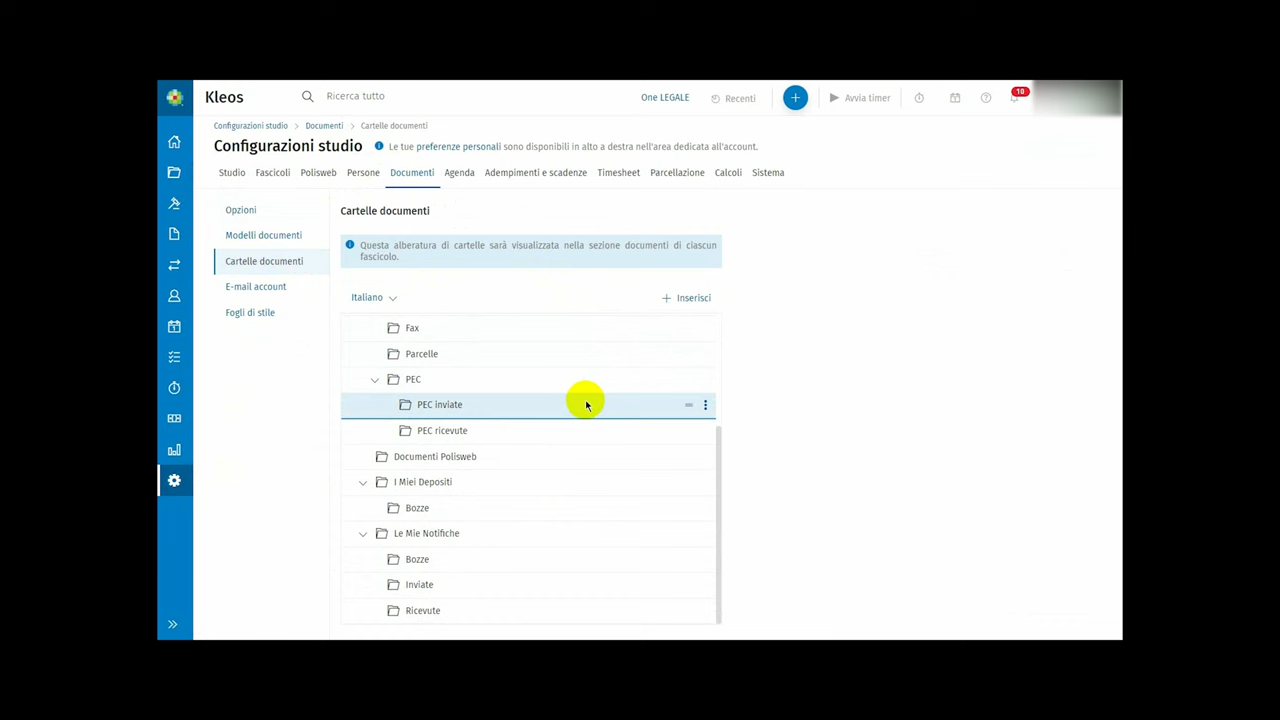 Kleos
Ricerca tutto
One LEGALE
Recenti
+
Avvia timer
10
Configurazioni studio > Documenti > Cartelle documenti
Configurazioni studio
Le tue preferenze personali sono disponibili in alto a destra nell'area dedicata all'account.
Studio Fascicoli Polisweb Persone Documenti Agenda Adempimenti e scadenze Timesheet Parcellazione Calcoli Sistema
Opzioni
Modelli documenti
Cartelle documenti
E-mail account
Fogli di stile
Cartelle documenti
Questa alberatura di cartelle sarà visualizzata nella sezione documenti di ciascun
fascicolo.
Italiano
+ Inserisci
Fax
Parcelle
PEC
PEC inviate
PEC ricevute
Documenti Polisweb
I Miei Depositi
Bozze
Le Mie Notifiche
Bozze
Inviate
Ricevute